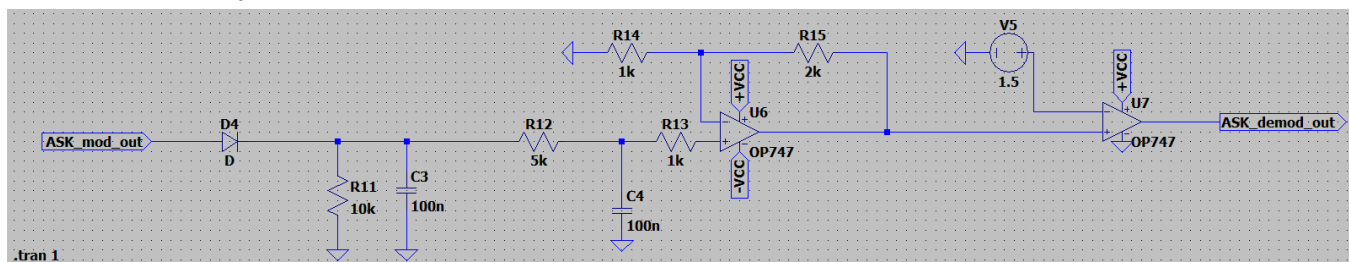 R14
1k
R15
2k
V5
1.5
+VCC
U6
OP747
-VCC
+VCC
U7
OP747
ASK_mod_out
D4
D
R12
5k
R13
1k
ASK_demod_out
R11
10k
C3
100n
C4
100n
.tran 1